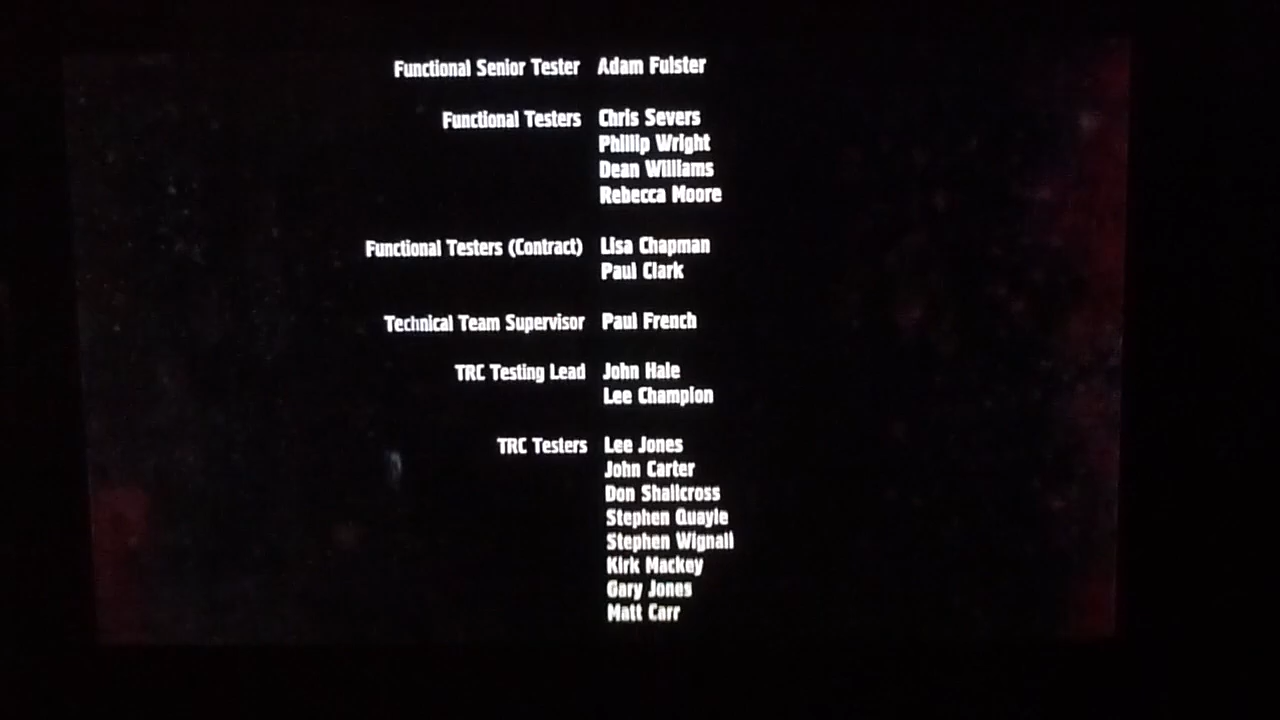 Functional Senior Tester Adam Fulster
Functional Testers Chris Severs
Phillip Wright
Dean Williams
Rebecca Moore
Functional Testers (Contract) Lisa Chapman
Paul Clark
Technical Team Supervisor Paul French
TRC Testing Lead John Hale
Lee Champion
TRC Testers Lee Jones
John Carter
Don Shallcross
Stephen Quayle
Stephen Wignall
Kirk Mackey
Gary Jones
Matt Carr